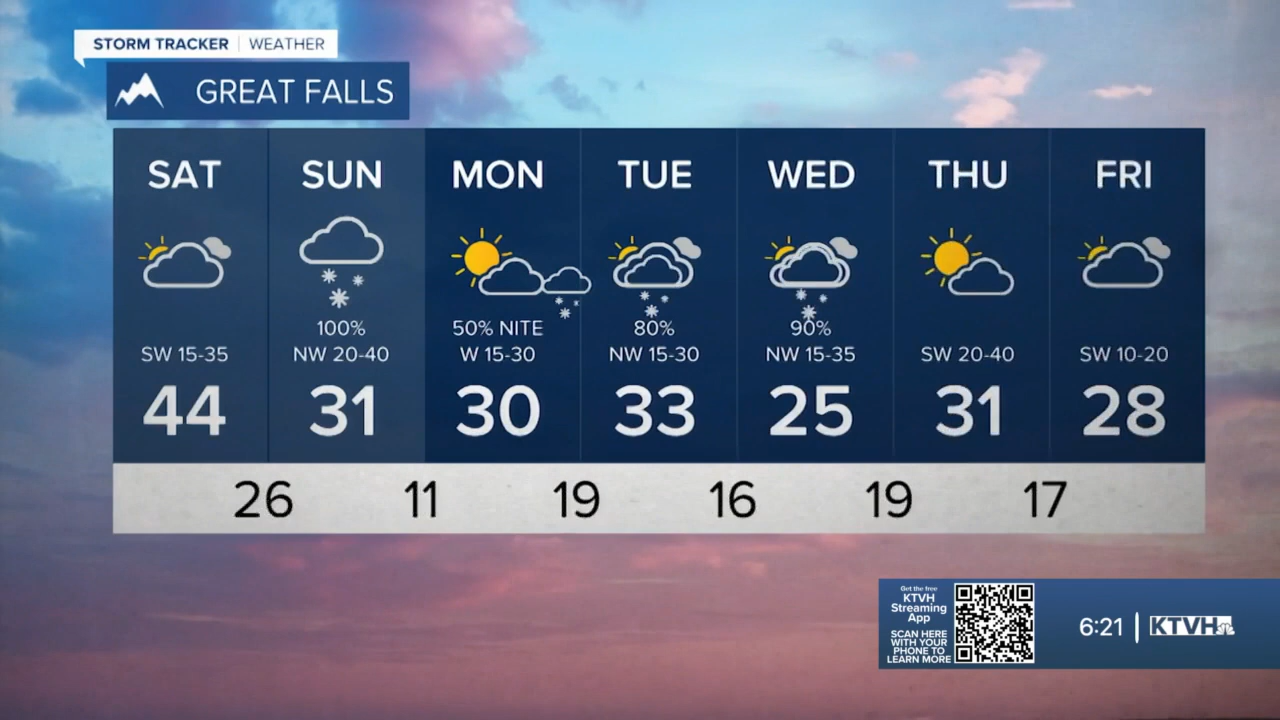 STORM TRACKER | WEATHER
GREAT FALLS
SAT SUN MON TUE WED THU FRI
100% 50% NITE 80% 90%
SW 15-35 NW 20-40 W 15-30 NW 15-30 NW 15-35 SW 20-40 SW 10-20
44 31 30 33 25 31 28
26 11 19 16 19 17
Get the free
KTVH
Streaming
App
SCAN HERE
WITH YOUR
PHONE TO
LEARN MORE
6:21 | KTVH